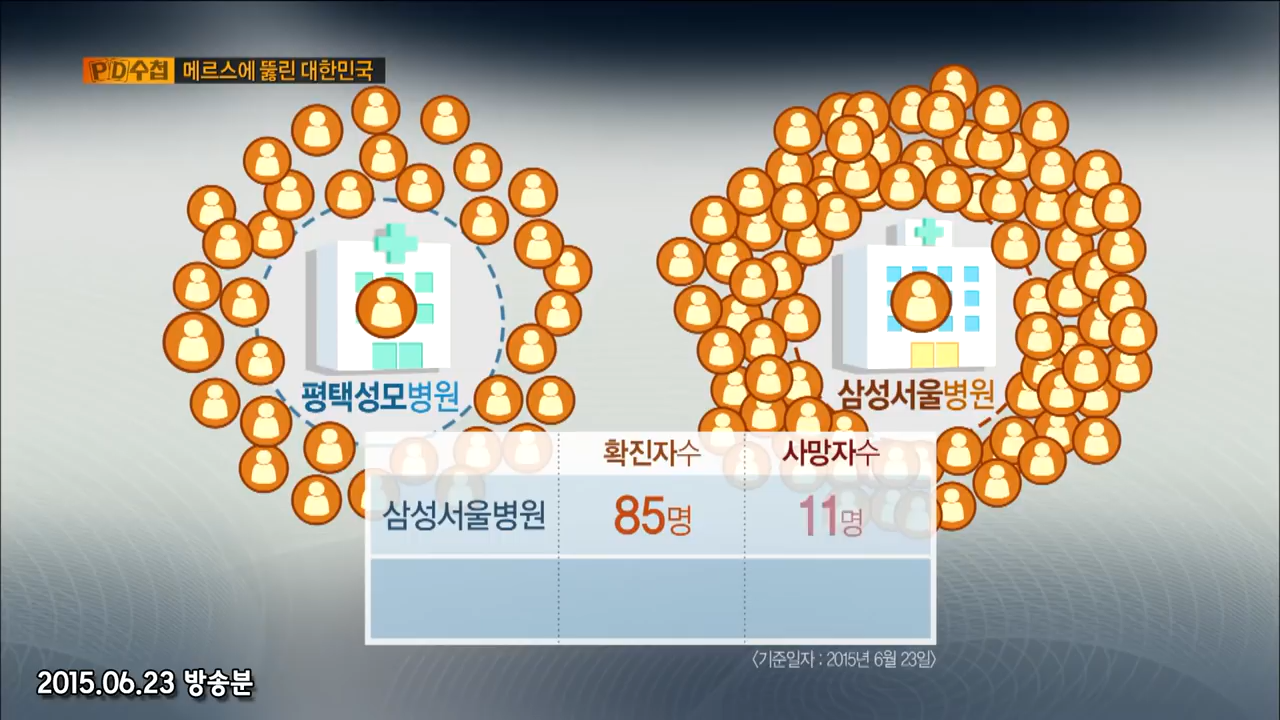 PD수첩 메르스에 뚫린 대한민국
평택성모병원
삼성서울병원
확진자수 사망자수
삼성서울병원 85명 11명
〈기준일자 : 2015년 6월 23일〉
2015.06.23 방송분